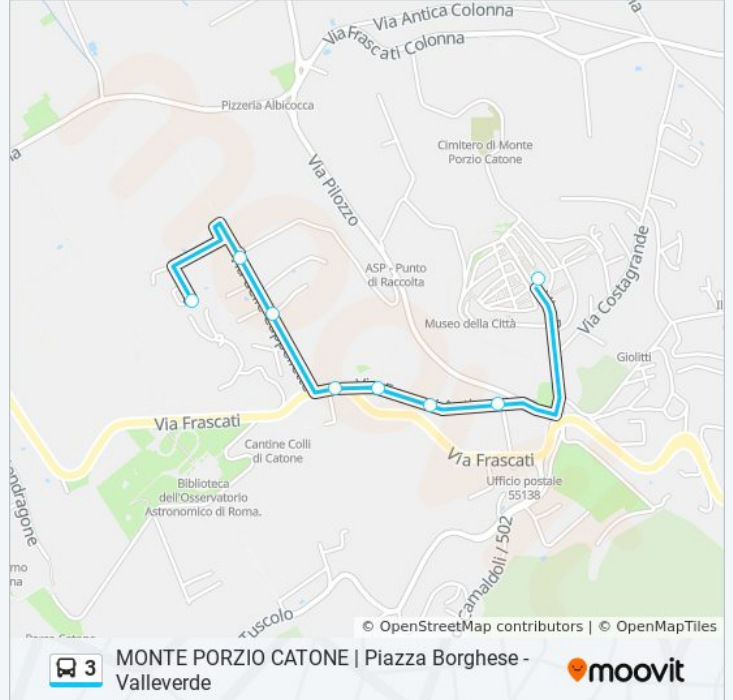 Via Antica Colonna
Via Frascati Colonna
Pizzeria Albicocca
Cimitero di Monte
Porzio Catone
Via Pilozzo
Via Costagrande
ASP - Punto
di Raccolta
Museo della Città
Giolitti
Via Frascati
Cantine Colli
di Catone
Via Frascati
Biblioteca
dell'Osservatorio
Astronomico di Roma.
Ufficio postale
55138
Camaldoli / 502
Tuscolo
© OpenStreetMap contributors | © OpenMapTiles
3
MONTE PORZIO CATONE | Piazza Borghese -
Valleverde
moovit